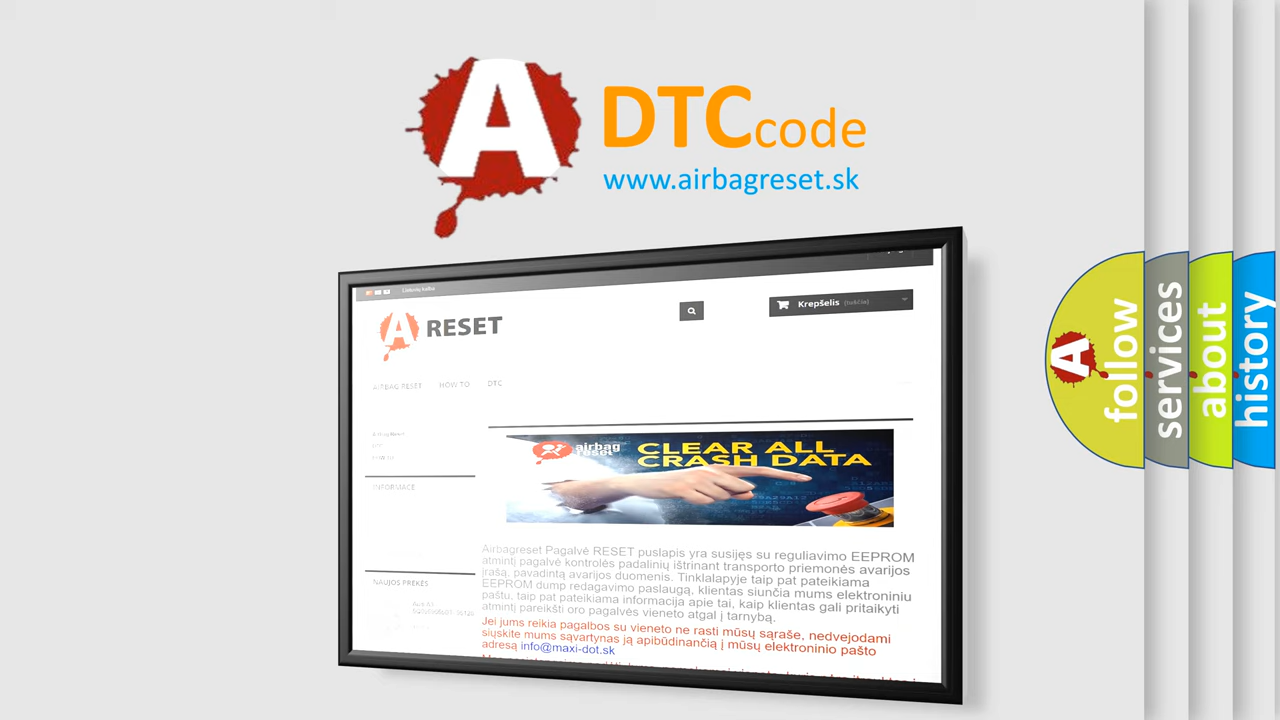 A DTCcode
www.airbagreset.sk
Lietuvių kalba
Krepšelis (tuščia)
A RESET
AIRBAG RESET HOW TO DTC
INFORMACE
airbag
reset
CLEAR ALL
CRASH DATA
Airbagreset Pagalvė RESET puslapis yra susijęs su reguliavimo EEPROM
atmintį pagalvė kontrolės padalinių ištrinant transporto priemonės avarijos
įrašą, pavadintą avarijos duomenis. Tinklalapyje taip pat pateikiama
EEPROM dump redagavimo paslaugą, klientas siunčia mums elektroniniu
paštu, taip pat pateikiama informacija apie tai, kaip klientas gali pritaikyti
atmintį pareikšti oro pagalvės vieneto atgal į tarnybą.
NAUJOS PREKĖS
Jei jums reikia pagalbos su vieneto ne rasti mūsų sąraše, nedvejodami
siųskite mums sąvartynas ją apibūdinančią į mūsų elektroninio pašto
adresą info@maxi-dot.sk
A follow
services
about
history